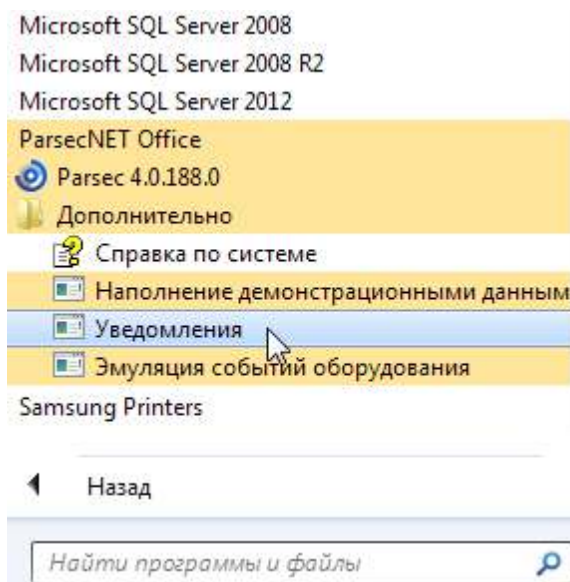 Microsoft SQL Server 2008
Microsoft SQL Server 2008 R2
Microsoft SQL Server 2012
ParsecNET Office
Parsec 4.0.188.0
Дополнительно
Справка по системе
Наполнение демонстрационными данным
Уведомления
Эмуляция событий оборудования
Samsung Printers
Назад
Найти программы и файлы